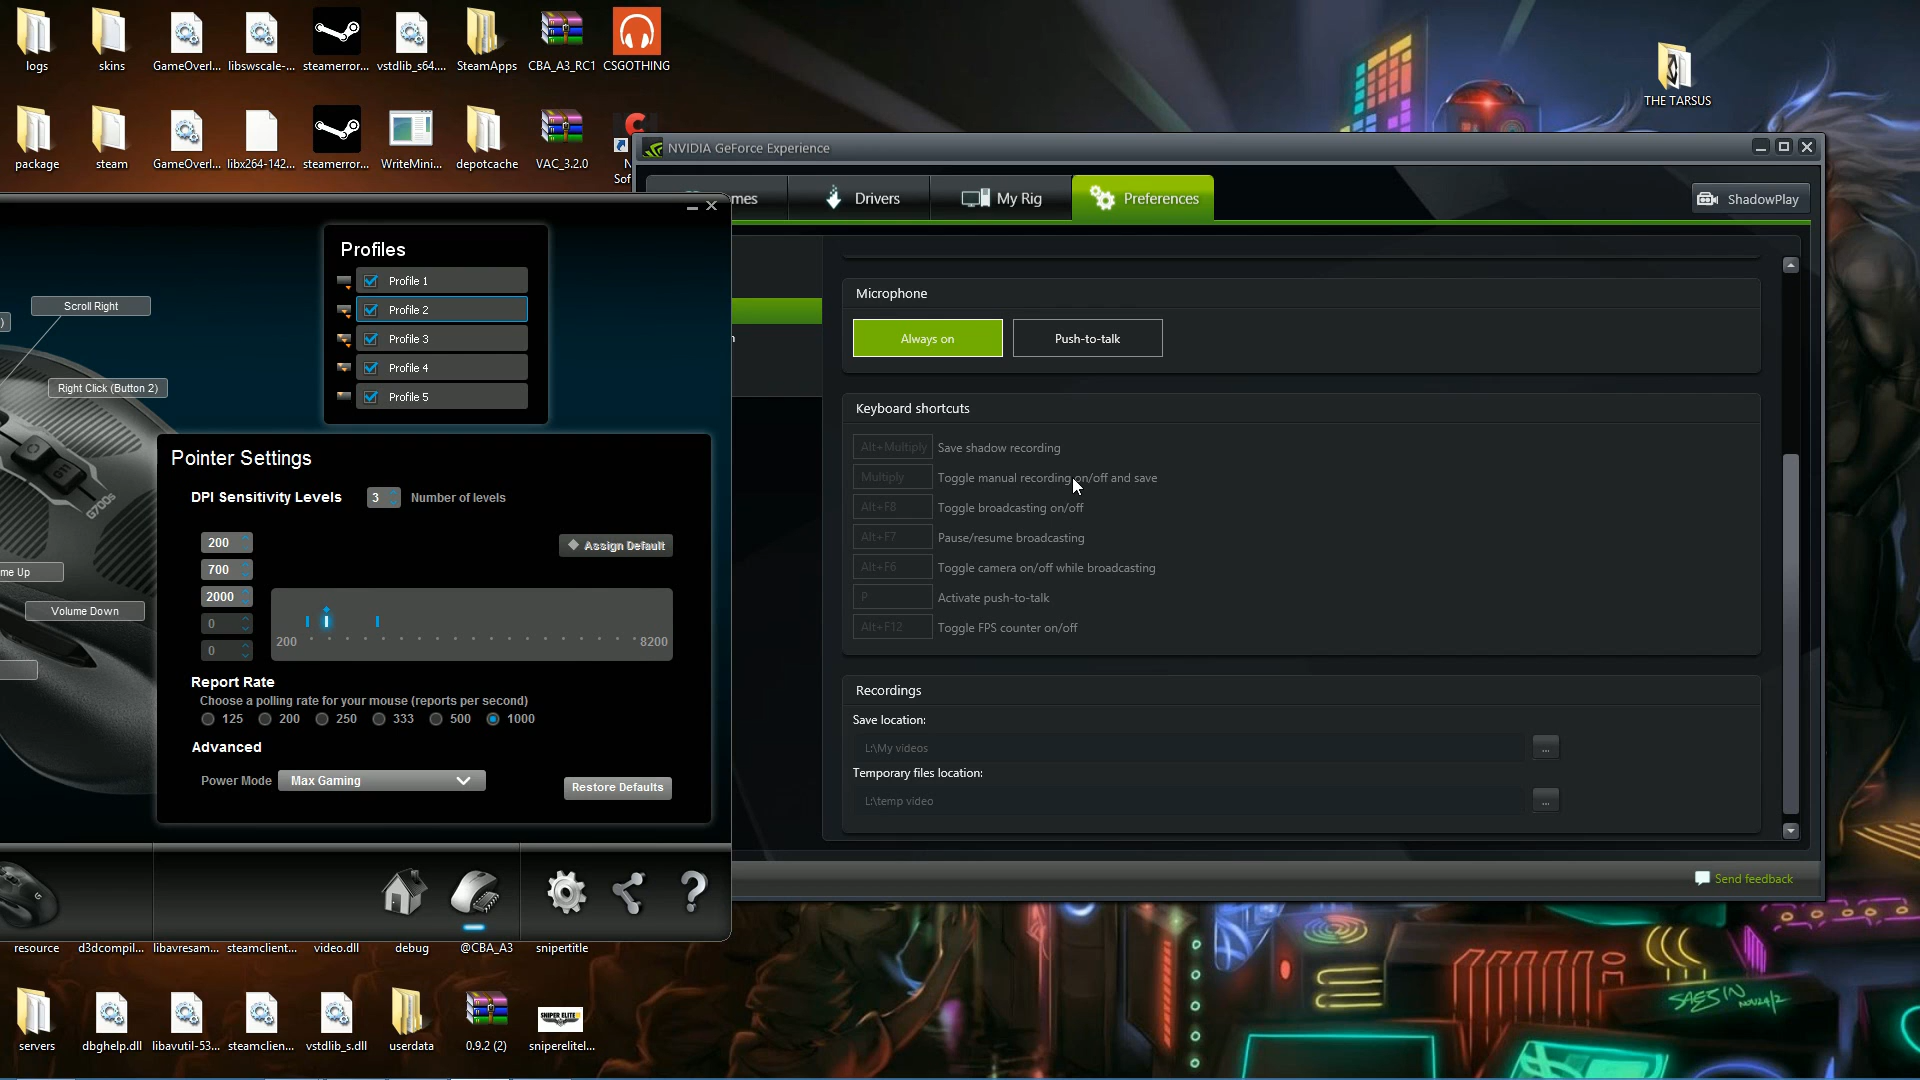 logs
skins
GameOverl...
libswscale-...
steamerror...
vstdlib_s64....
SteamApps
CBA_A3_RC1
CSGOTHING
THE TARSUS
package
steam
GameOverl...
libx264-142...
steamerror...
WriteMini...
depotcache
VAC_3.2.0
N
Sof
NVIDIA GeForce Experience
mes
Drivers
My Rig
Preferences
ShadowPlay
Profiles
Profile 1
Profile 2
Profile 3
Profile 4
Profile 5
Scroll Right
)
Right Click (Button 2)
G11
G700s
me Up
Volume Down
Pointer Settings
DPI Sensitivity Levels
3
Number of levels
200
700
2000
0
0
Assign Default
200
8200
Report Rate
Choose a polling rate for your mouse (reports per second)
125
200
250
333
500
1000
Advanced
Power Mode
Max Gaming
Restore Defaults
n
Microphone
Always on
Push-to-talk
Keyboard shortcuts
Alt+Multiply
Save shadow recording
Multiply
Toggle manual recording on/off and save
Alt+F8
Toggle broadcasting on/off
Alt+F7
Pause/resume broadcasting
Alt+F6
Toggle camera on/off while broadcasting
P
Activate push-to-talk
Alt+F12
Toggle FPS counter on/off
Recordings
Save location:
L:\My videos
...
Temporary files location:
L:\temp video
...
Send feedback
resource
d3dcompil...
libavresam...
steamclient...
video.dll
debug
@CBA_A3
snipertitle
SNIPER ELITE
servers
dbghelp.dll
libavutil-53...
steamclien...
vstdlib_s.dll
userdata
0.9.2 (2)
sniperelitel...